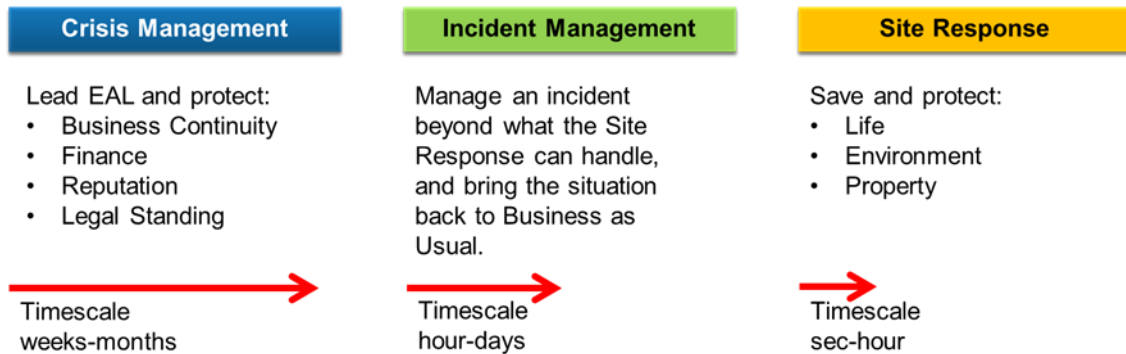 Crisis Management
Lead EAL and protect:
• Business Continuity
• Finance
• Reputation
• Legal Standing
Timescale
weeks-months
Incident Management
Manage an incident
beyond what the Site
Response can handle,
and bring the situation
back to Business as
Usual.
Timescale
hour-days
Site Response
Save and protect:
• Life
• Environment
• Property
Timescale
sec-hour